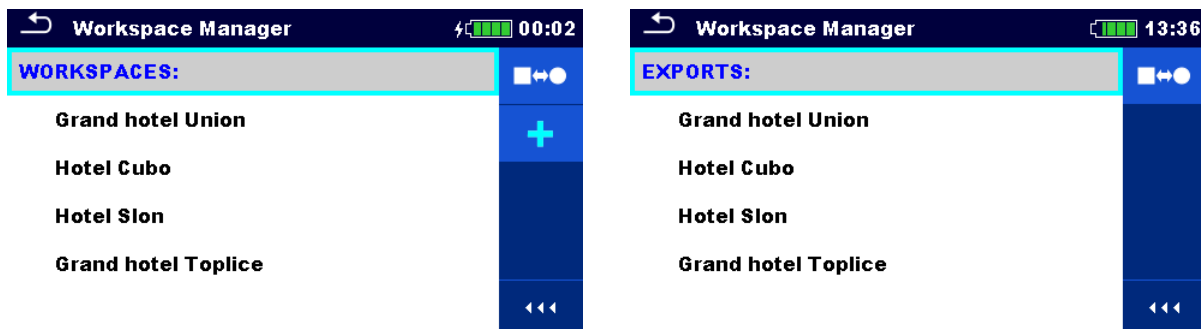 Workspace Manager 00:02
WORKSPACES:
Grand hotel Union
Hotel Cubo
Hotel Slon
Grand hotel Toplice
Workspace Manager 13:36
EXPORTS:
Grand hotel Union
Hotel Cubo
Hotel Slon
Grand hotel Toplice